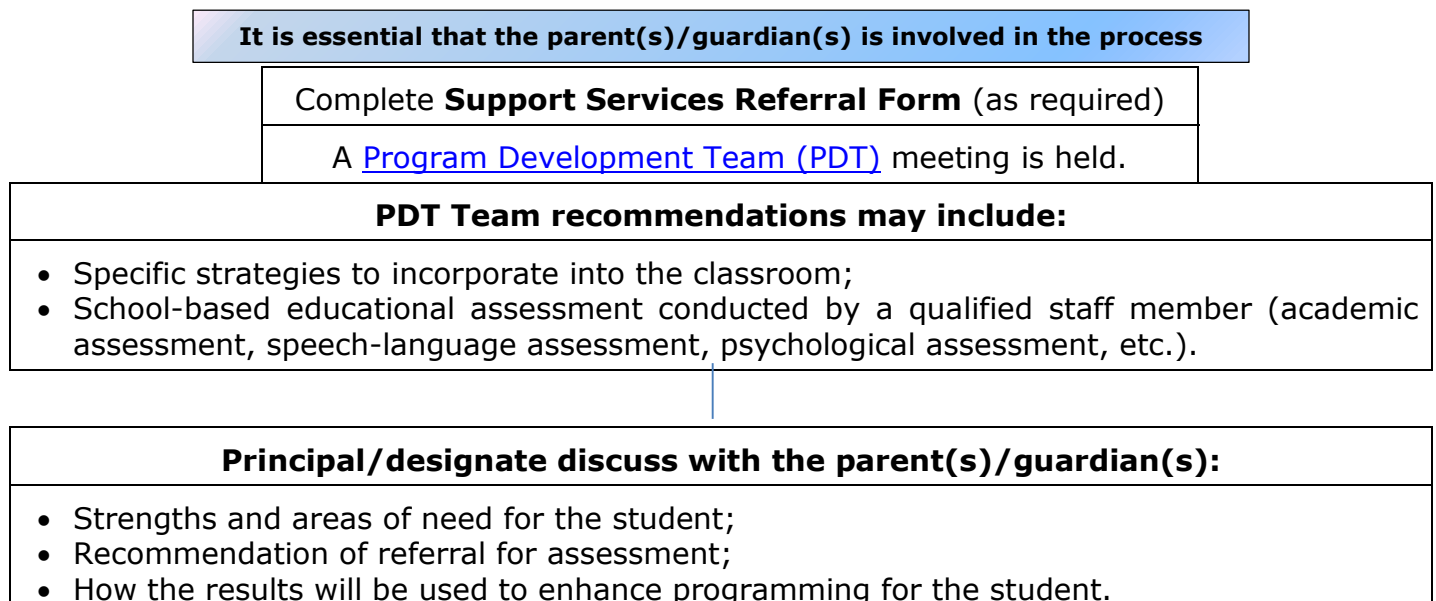 It is essential that the parent(s)/guardian(s) is involved in the process
Complete Support Services Referral Form (as required)
A Program Development Team (PDT) meeting is held.
PDT Team recommendations may include:
• Specific strategies to incorporate into the classroom;
• School-based educational assessment conducted by a qualified staff member (academic
assessment, speech-language assessment, psychological assessment, etc.).
Principal/designate discuss with the parent(s)/guardian(s):
• Strengths and areas of need for the student;
• Recommendation of referral for assessment;
• How the results will be used to enhance programming for the student.